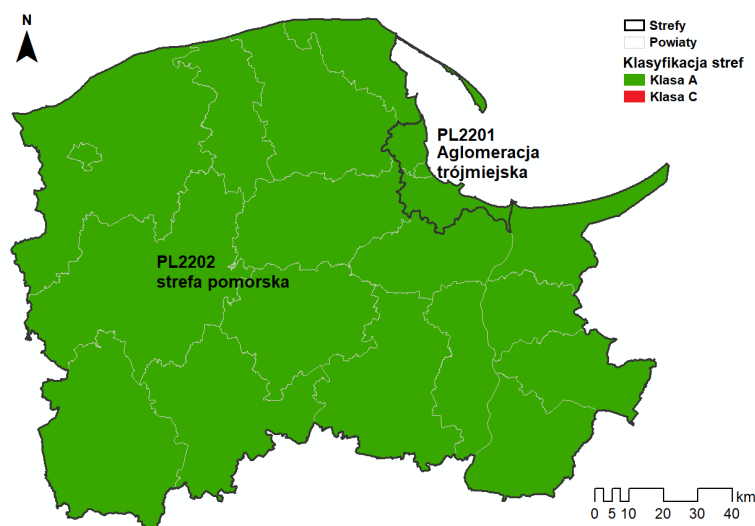 N
Strefy
Powiaty
Klasyfikacja stref
Klasa A
Klasa C
PL2201
Aglomeracja
trójmiejska
PL2202
strefa pomorska
km
0 5 10 20 30 40